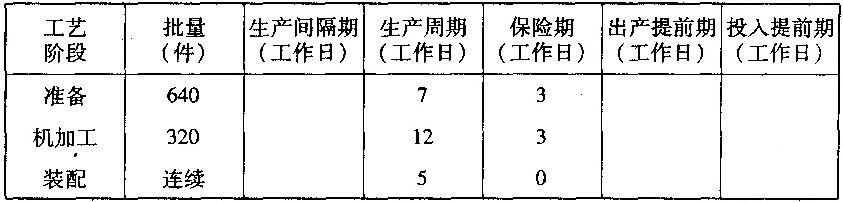 工艺 批量 生产间隔期 生产周期 保险期 出产提前期 投入提前期
阶段 (件) (工作日) (工作日) (工作日) (工作日) (工作日)
准备 640 7 3
机加工 320 12 3
装配 连续 5 0